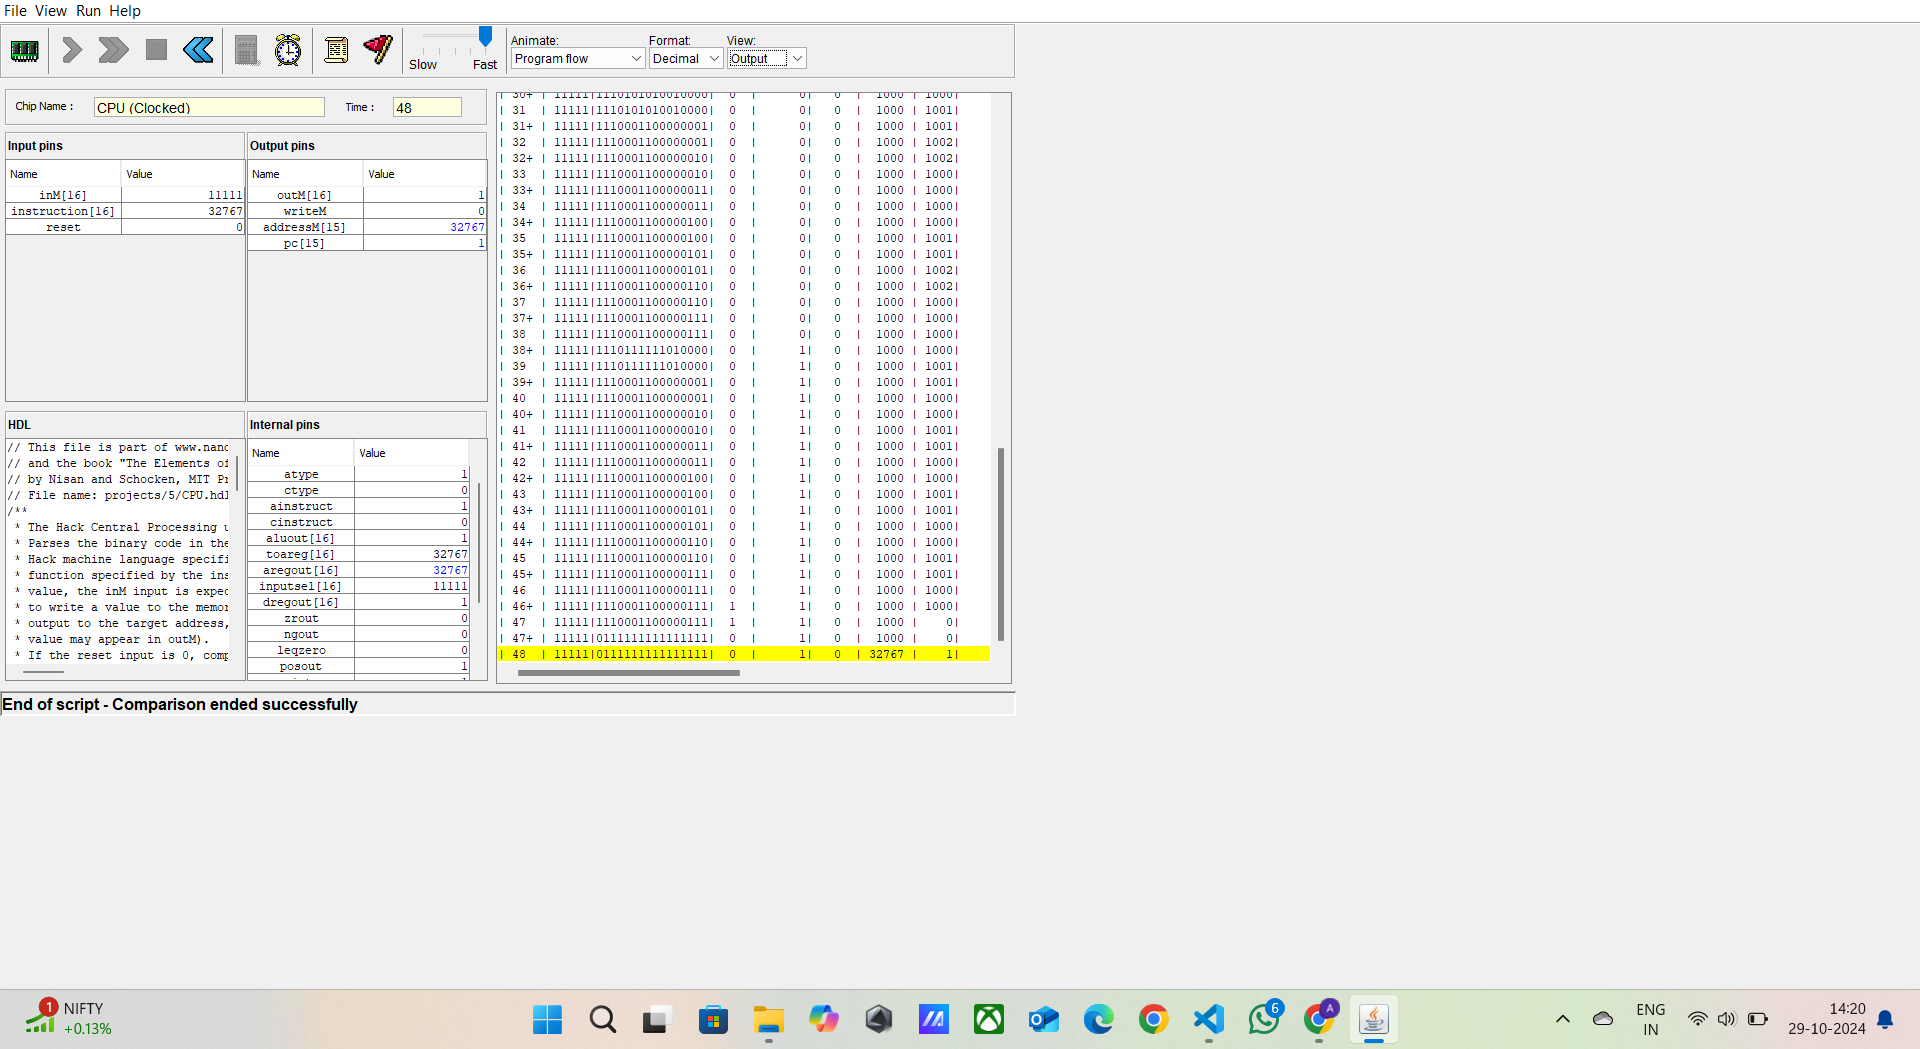 File View Run Help
Animate: Format: View:
Slow Fast Program flow Decimal Output
Chip Name : CPU (Clocked) Time : 48
Input pins
Name Value
inM[16] 11111
instruction[16] 32767
reset 0
Output pins
Name Value
outM[16] 1
writeM 0
addressM[15] 32767
pc[15] 1
HDL
// This file is part of www.nanc
// and the book "The Elements of
// by Nisan and Schocken, MIT Pr
// File name: projects/5/CPU.hdl
/**
* The Hack Central Processing u
* Parses the binary code in the
* Hack machine language specifi
* function specified by the ins
* value, the inM input is expec
* to write a value to the memor
* output to the target address,
* value may appear in outM).
* If the reset input is 0, comp
Internal pins
Name Value
atype 1
ctype 0
ainstruct 1
cinstruct 0
aluout[16] 1
toareg[16] 32767
aregout[16] 32767
inputsel[16] 11111
dregout[16] 1
zrout 0
ngout 0
leqzero 0
posout 1
| 30+ | 11111|1110101010010000| 0 | 0| 0 | 1000 | 1000|
| 31 | 11111|1110101010010000| 0 | 0| 0 | 1000 | 1001|
| 31+ | 11111|1110001100000001| 0 | 0| 0 | 1000 | 1001|
| 32 | 11111|1110001100000001| 0 | 0| 0 | 1000 | 1002|
| 32+ | 11111|1110001100000010| 0 | 0| 0 | 1000 | 1002|
| 33 | 11111|1110001100000010| 0 | 0| 0 | 1000 | 1000|
| 33+ | 11111|1110001100000011| 0 | 0| 0 | 1000 | 1000|
| 34 | 11111|1110001100000011| 0 | 0| 0 | 1000 | 1000|
| 34+ | 11111|1110001100000100| 0 | 0| 0 | 1000 | 1000|
| 35 | 11111|1110001100000100| 0 | 0| 0 | 1000 | 1001|
| 35+ | 11111|1110001100000101| 0 | 0| 0 | 1000 | 1001|
| 36 | 11111|1110001100000101| 0 | 0| 0 | 1000 | 1002|
| 36+ | 11111|1110001100000110| 0 | 0| 0 | 1000 | 1002|
| 37 | 11111|1110001100000110| 0 | 0| 0 | 1000 | 1000|
| 37+ | 11111|1110001100000111| 0 | 0| 0 | 1000 | 1000|
| 38 | 11111|1110001100000111| 0 | 0| 0 | 1000 | 1000|
| 38+ | 11111|1110111111010000| 0 | 1| 0 | 1000 | 1000|
| 39 | 11111|1110111111010000| 0 | 1| 0 | 1000 | 1001|
| 39+ | 11111|1110001100000001| 0 | 1| 0 | 1000 | 1001|
| 40 | 11111|1110001100000001| 0 | 1| 0 | 1000 | 1000|
| 40+ | 11111|1110001100000010| 0 | 1| 0 | 1000 | 1000|
| 41 | 11111|1110001100000010| 0 | 1| 0 | 1000 | 1001|
| 41+ | 11111|1110001100000011| 0 | 1| 0 | 1000 | 1001|
| 42 | 11111|1110001100000011| 0 | 1| 0 | 1000 | 1000|
| 42+ | 11111|1110001100000100| 0 | 1| 0 | 1000 | 1000|
| 43 | 11111|1110001100000100| 0 | 1| 0 | 1000 | 1001|
| 43+ | 11111|1110001100000101| 0 | 1| 0 | 1000 | 1001|
| 44 | 11111|1110001100000101| 0 | 1| 0 | 1000 | 1000|
| 44+ | 11111|1110001100000110| 0 | 1| 0 | 1000 | 1000|
| 45 | 11111|1110001100000110| 0 | 1| 0 | 1000 | 1001|
| 45+ | 11111|1110001100000111| 0 | 1| 0 | 1000 | 1001|
| 46 | 11111|1110001100000111| 0 | 1| 0 | 1000 | 1000|
| 46+ | 11111|1110001100000111| 1 | 1| 0 | 1000 | 1000|
| 47 | 11111|1110001100000111| 1 | 1| 0 | 1000 | 0|
| 47+ | 11111|0111111111111111| 0 | 1| 0 | 1000 | 0|
| 48 | 11111|0111111111111111| 0 | 1| 0 | 32767 | 1|
End of script - Comparison ended successfully
1 NIFTY
+0.13%
6
A
ENG
IN
14:20
29-10-2024